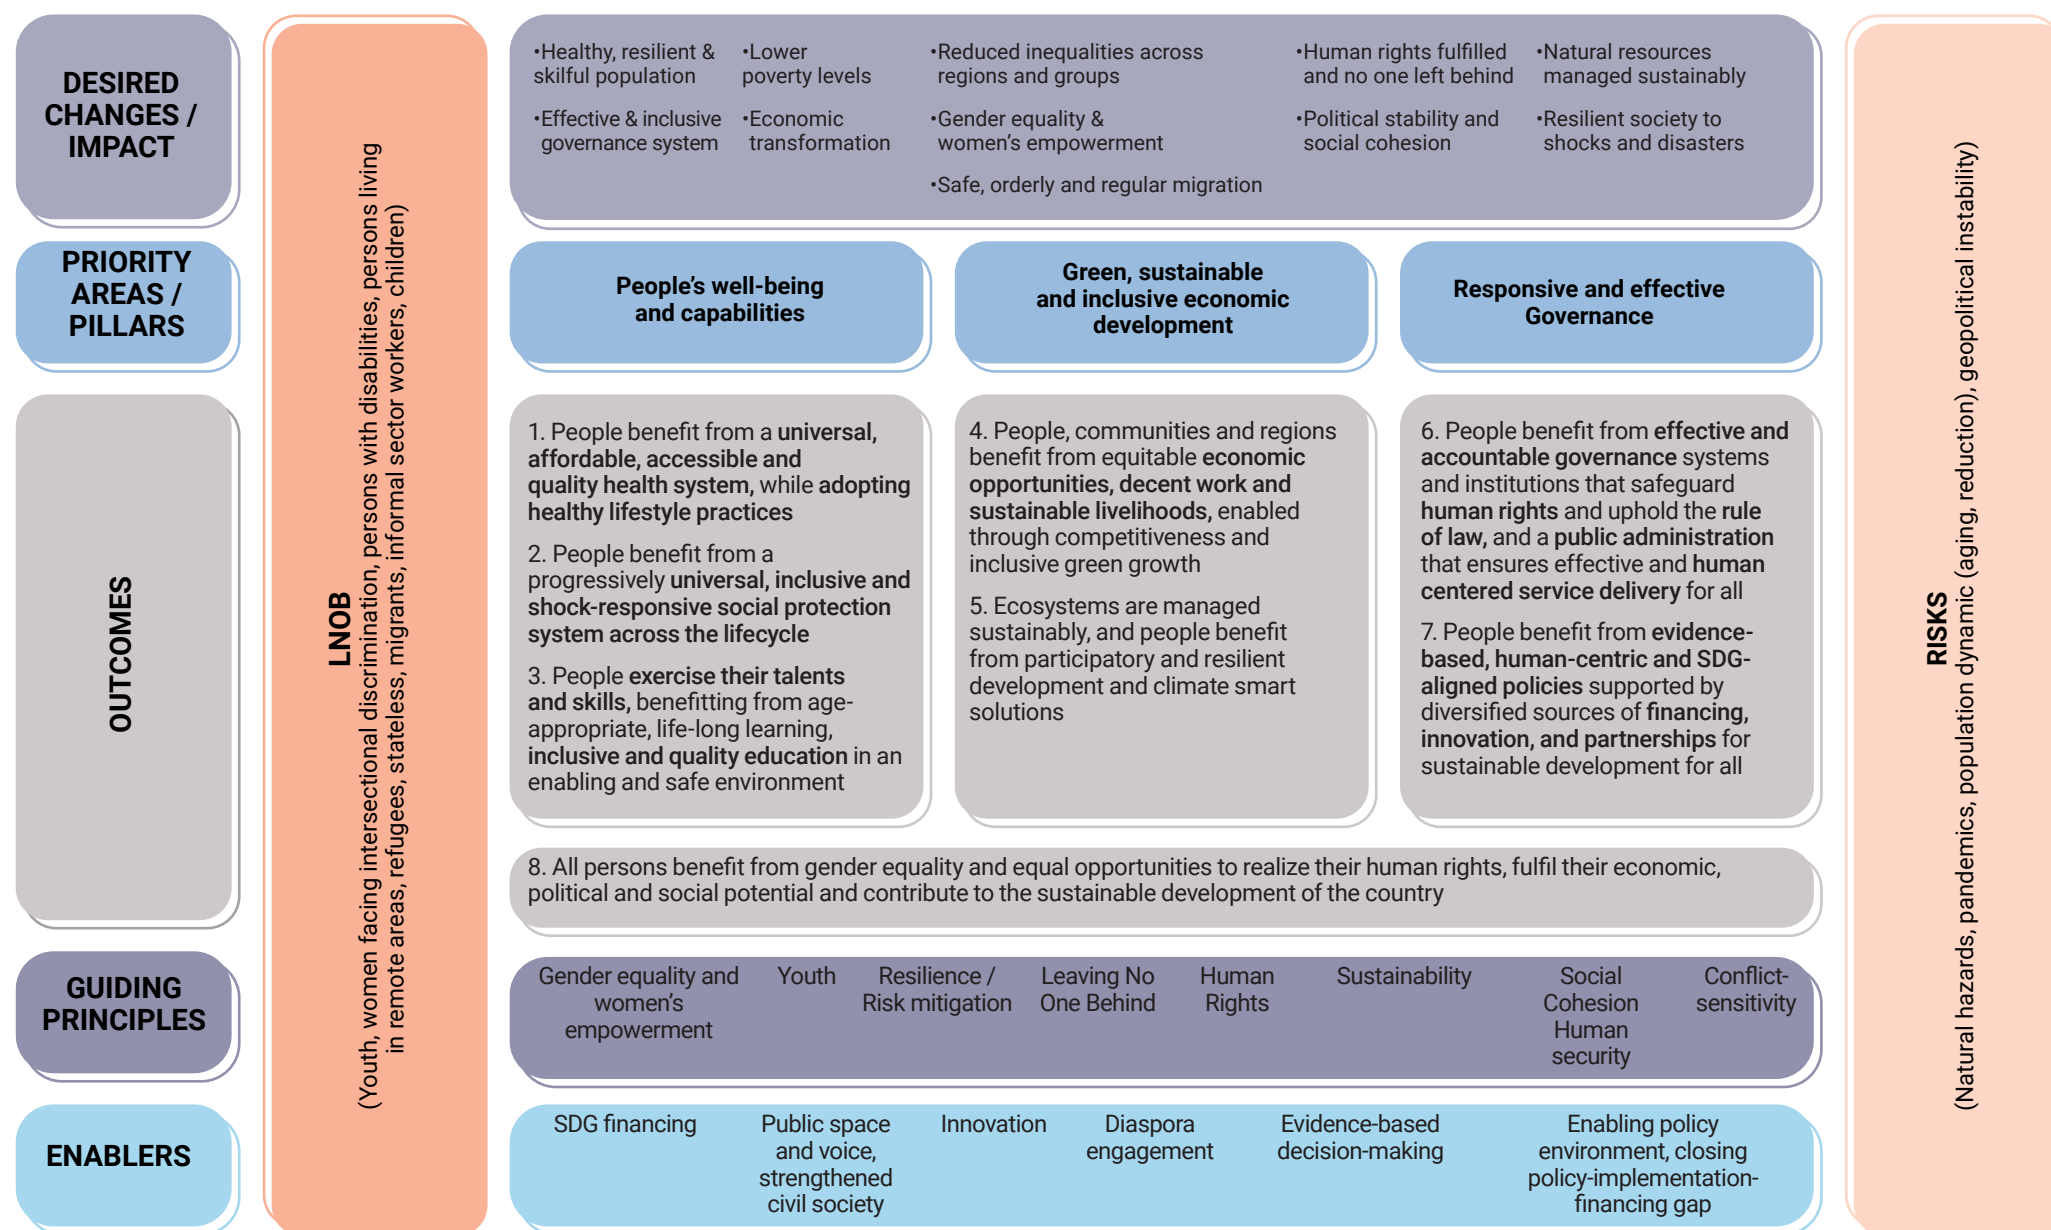 DESIRED
CHANGES /
IMPACT
•Healthy, resilient &
skilful population
•Effective & inclusive
governance system
•Lower
poverty levels
•Economic
transformation
•Reduced inequalities across
regions and groups
•Gender equality &
women's empowerment
•Safe, orderly and regular migration
•Human rights fulfilled
and no one left behind
•Political stability and
social cohesion
•Natural resources
managed sustainably
•Resilient society to
shocks and disasters
PRIORITY
AREAS /
PILLARS
People's well-being
and capabilities
Green, sustainable
and inclusive economic
development
Responsive and effective
Governance
OUTCOMES
1. People benefit from a universal,
affordable, accessible and
quality health system, while adopting
healthy lifestyle practices
2. People benefit from a
progressively universal, inclusive and
shock-responsive social protection
system across the lifecycle
3. People exercise their talents
and skills, benefitting from age-
appropriate, life-long learning,
inclusive and quality education in an
enabling and safe environment
4. People, communities and regions
benefit from equitable economic
opportunities, decent work and
sustainable livelihoods, enabled
through competitiveness and
inclusive green growth
5. Ecosystems are managed
sustainably, and people benefit
from participatory and resilient
development and climate smart
solutions
6. People benefit from effective and
accountable governance systems
and institutions that safeguard
human rights and uphold the rule
of law, and a public administration
that ensures effective and human
centered service delivery for all
7. People benefit from evidence-
based, human-centric and SDG-
aligned policies supported by
diversified sources of financing,
innovation, and partnerships for
sustainable development for all
8. All persons benefit from gender equality and equal opportunities to realize their human rights, fulfil their economic,
political and social potential and contribute to the sustainable development of the country
GUIDING
PRINCIPLES
Gender equality and
women's
empowerment
Youth
Resilience /
Risk mitigation
Leaving No
One Behind
Human
Rights
Sustainability
Social
Cohesion
Human
security
Conflict-
sensitivity
ENABLERS
SDG financing
Public space
and voice,
strengthened
civil society
Innovation
Diaspora
engagement
Evidence-based
decision-making
Enabling policy
environment, closing
policy-implementation-
financing gap
LNOB
(Youth, women facing intersectional discrimination, persons with disabilities, persons living
in remote areas, refugees, stateless, migrants, informal sector workers, children)
RISKS
(Natural hazards, pandemics, population dynamic (aging, reduction), geopolitical instability)